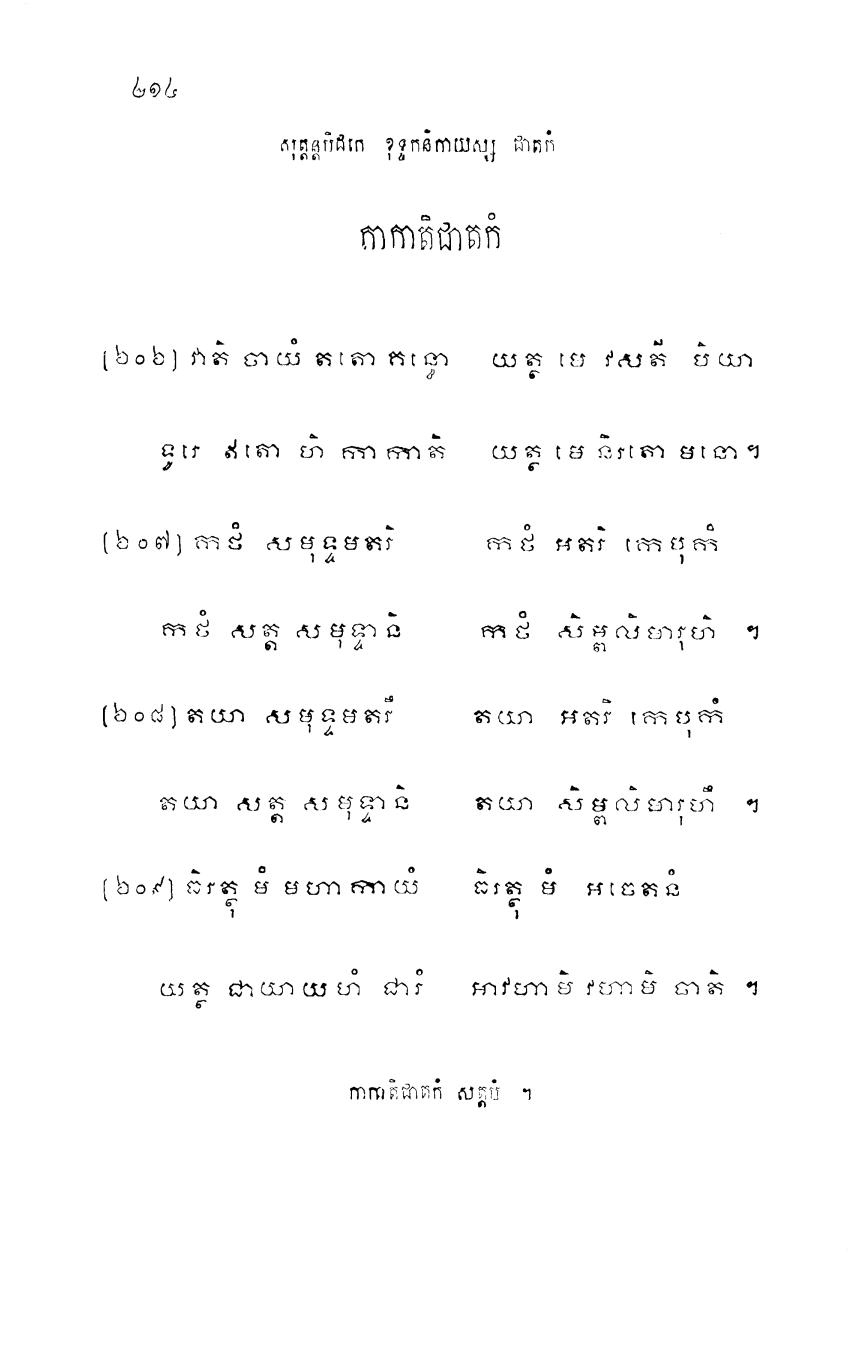 ២១៤
សុត្តន្តបិដកេ ខុទ្ទកនិកាយស្ស ជាតកំ
កាកាតិជាតកំ
[៦០៦] វាតិ ចាយំ តតោ គន្ធោ យត្ថ មេ វសតី បិយា
ទូរេ ឥតោ ហិ កាកាតិ យត្ថ មេ និរតោ មនោ ។
[៦០៧] កថំ សមុទ្ទមតរិ កថំ អតរិ កេបុកំ
កថំ សត្ត សមុទ្ទានិ កថំ សិម្ពលិមារុហិ ។
[៦០៨] តយា សមុទ្ទមតរឹ តយា អតរិ កេបុកំ
តយា សត្ត សមុទ្ទានិ តយា សិម្ពលិមារុហឹ ។
[៦០៩] ធិរត្ថុ មំ មហាកាយំ ធិរត្ថុ មំ អចេតនំ
យត្ថ ជាយាយហំ ជារំ អាវហាមិ វហាមិ ចាតិ ។
កាកាតិជាតកំ សត្តមំ ។